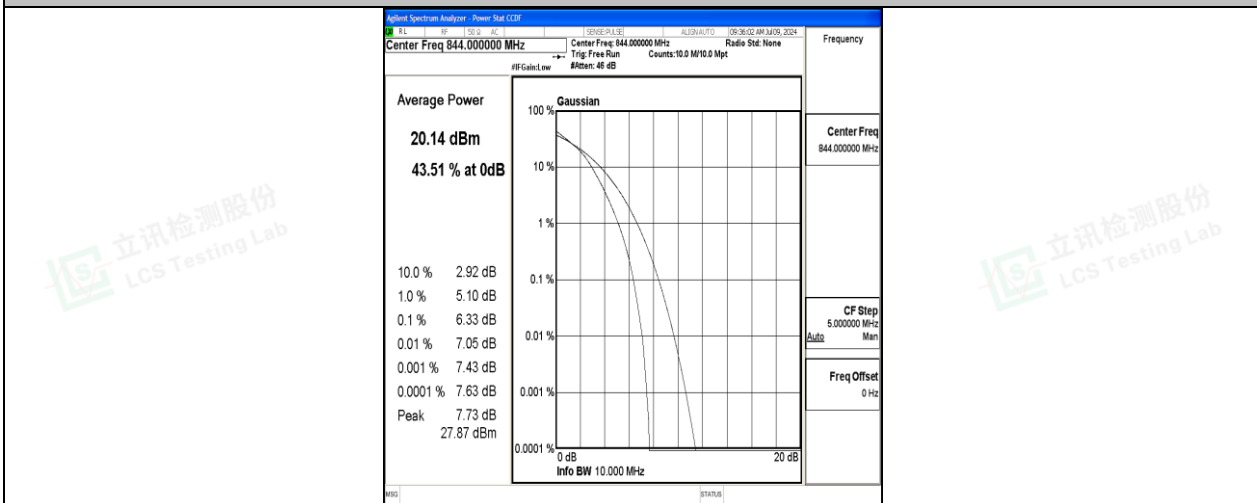 Agilent Spectrum Analyzer - Power Stat CCDF
RL RF 50 Ω AC SENSE:PULSE ALIGNAUTO 09:36:02 AM Jul 09, 2024
Center Freq 844.000000 MHz
Center Freq: 844.000000 MHz Radio Std: None
Trig: Free Run Counts:10.0 M/10.0 Mpt
#IFGain:Low #Atten: 46 dB
Frequency
Average Power
20.14 dBm
43.51 % at 0dB
10.0 % 2.92 dB
1.0 % 5.10 dB
0.1 % 6.33 dB
0.01 % 7.05 dB
0.001 % 7.43 dB
0.0001 % 7.63 dB
Peak 7.73 dB
27.87 dBm
Gaussian
100 %
10 %
1 %
0.1 %
0.01 %
0.001 %
0.0001 %
0 dB 20 dB
Info BW 10.000 MHz
Center Freq
844.000000 MHz
CF Step
5.000000 MHz
Auto Man
Freq Offset
0 Hz
MSG STATUS
立讯检测股份
LCS Testing Lab
立讯检测股份
LCS Testing Lab